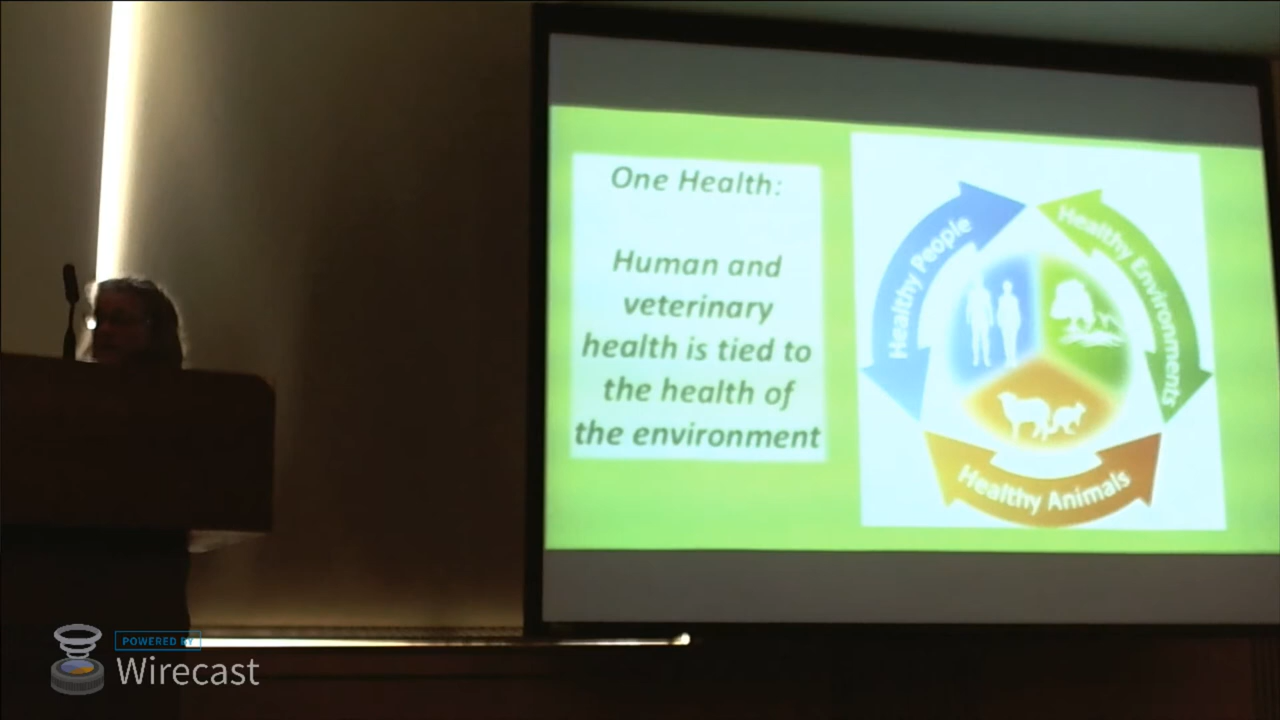 One Health:
Human and
veterinary
health is tied to
the health of
the environment
Healthy People
Healthy Environments
Healthy Animals
POWERED BY
Wirecast